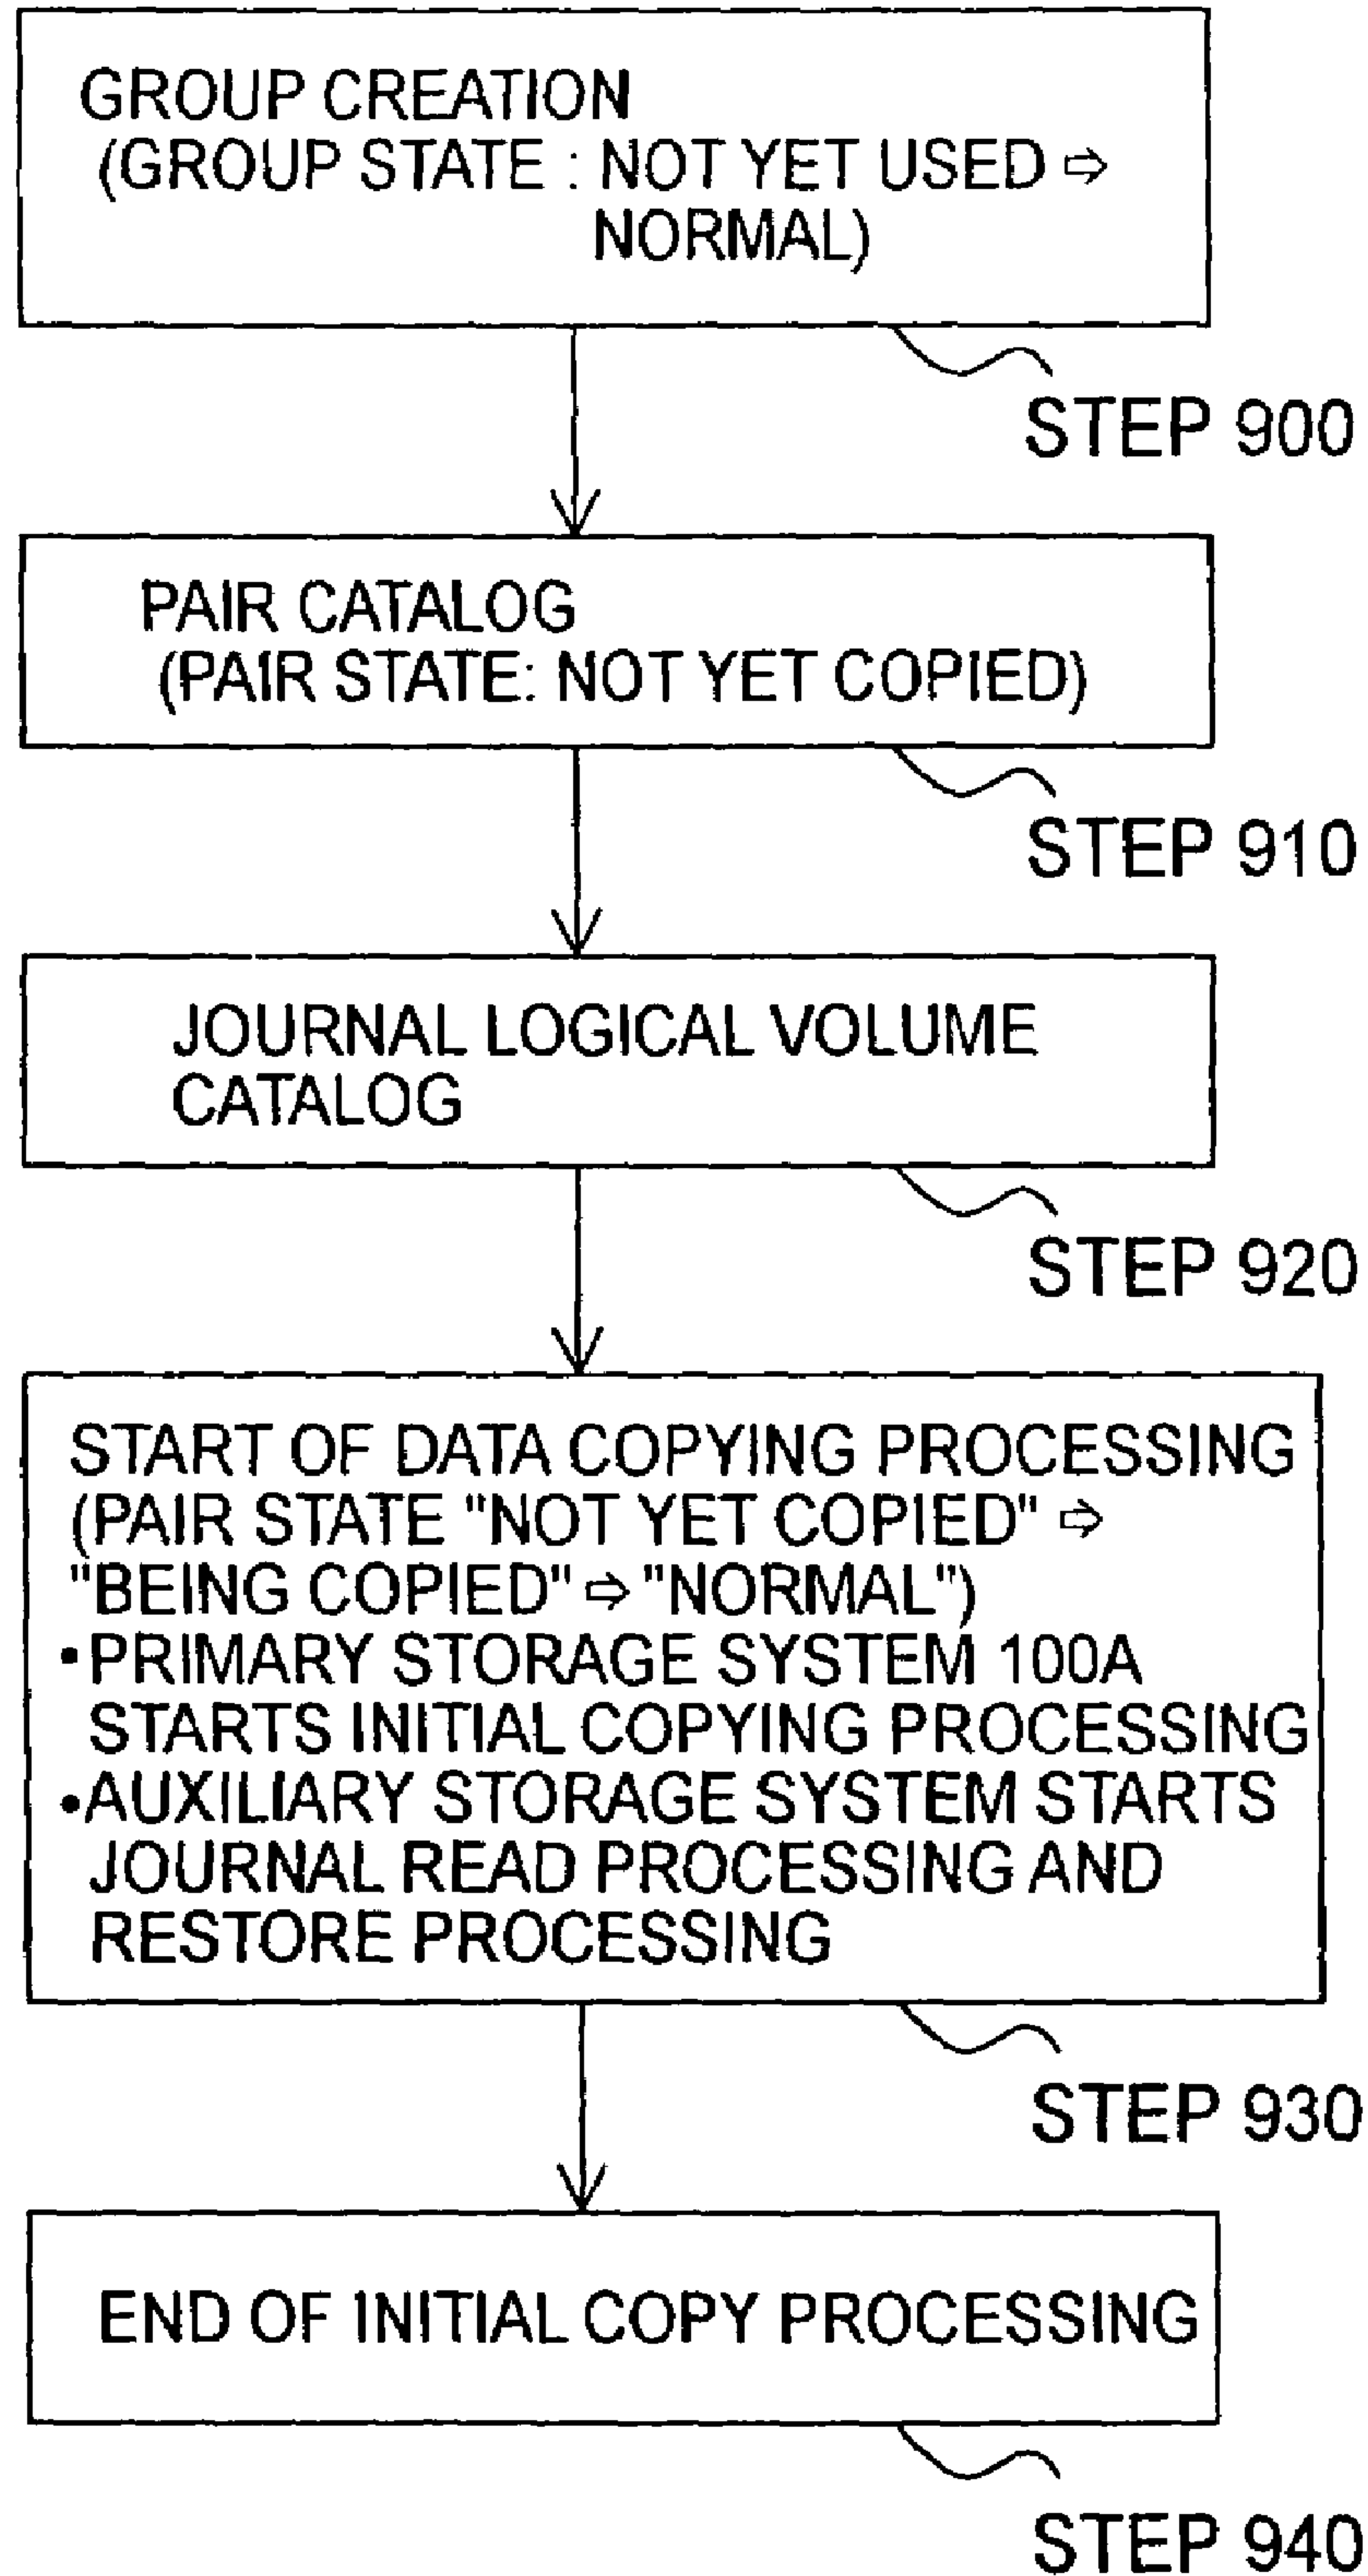 GROUP CREATION
(GROUP STATE : NOT YET USED ⇨
NORMAL)
STEP 900
PAIR CATALOG
(PAIR STATE: NOT YET COPIED)
STEP 910
JOURNAL LOGICAL VOLUME
CATALOG
STEP 920
START OF DATA COPYING PROCESSING
(PAIR STATE "NOT YET COPIED" ⇨
"BEING COPIED" ⇨ "NORMAL")
• PRIMARY STORAGE SYSTEM 100A
STARTS INITIAL COPYING PROCESSING
• AUXILIARY STORAGE SYSTEM STARTS
JOURNAL READ PROCESSING AND
RESTORE PROCESSING
STEP 930
END OF INITIAL COPY PROCESSING
STEP 940